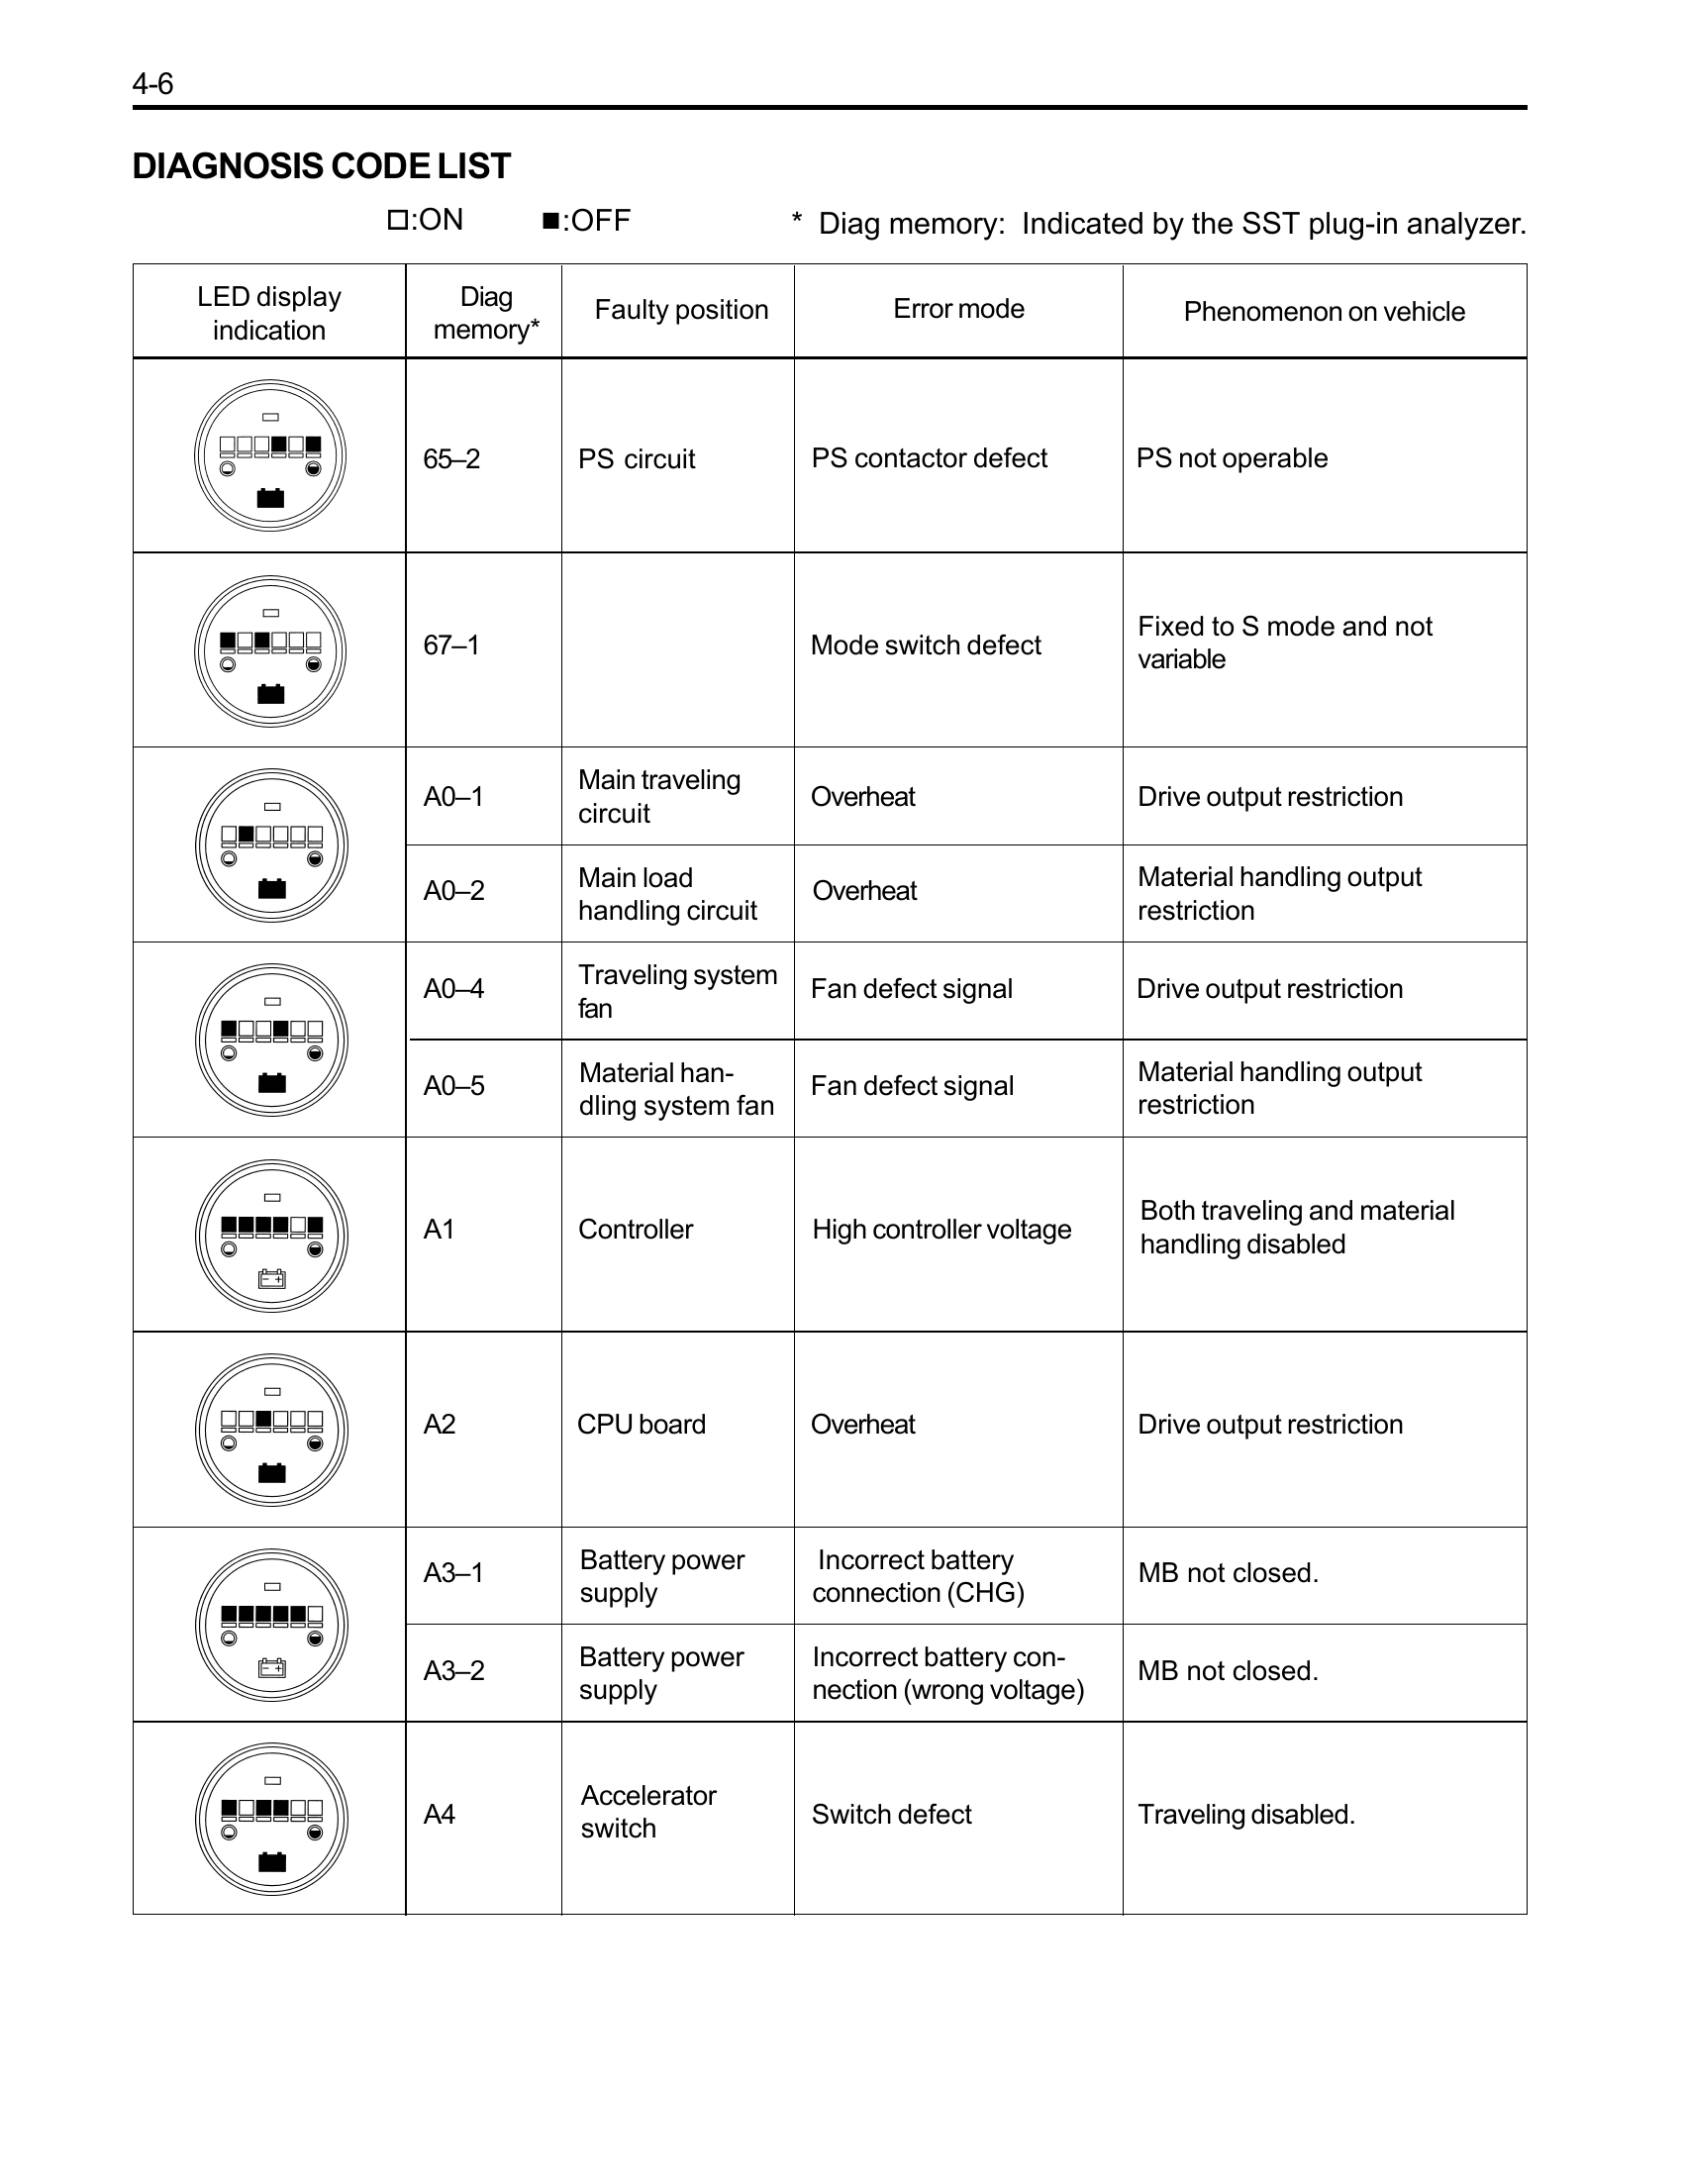 4-6
DIAGNOSIS CODE LIST
□:ON ■:OFF * Diag memory: Indicated by the SST plug-in analyzer.
LED display
indication
Diag
memory*
Faulty position
Error mode
Phenomenon on vehicle
65–2
PS circuit
PS contactor defect
PS not operable
67–1
Mode switch defect
Fixed to S mode and not
variable
A0–1
Main traveling
circuit
Overheat
Drive output restriction
A0–2
Main load
handling circuit
Overheat
Material handling output
restriction
A0–4
Traveling system
fan
Fan defect signal
Drive output restriction
A0–5
Material han-
dling system fan
Fan defect signal
Material handling output
restriction
A1
Controller
High controller voltage
Both traveling and material
handling disabled
A2
CPU board
Overheat
Drive output restriction
A3–1
Battery power
supply
Incorrect battery
connection (CHG)
MB not closed.
A3–2
Battery power
supply
Incorrect battery con-
nection (wrong voltage)
MB not closed.
A4
Accelerator
switch
Switch defect
Traveling disabled.